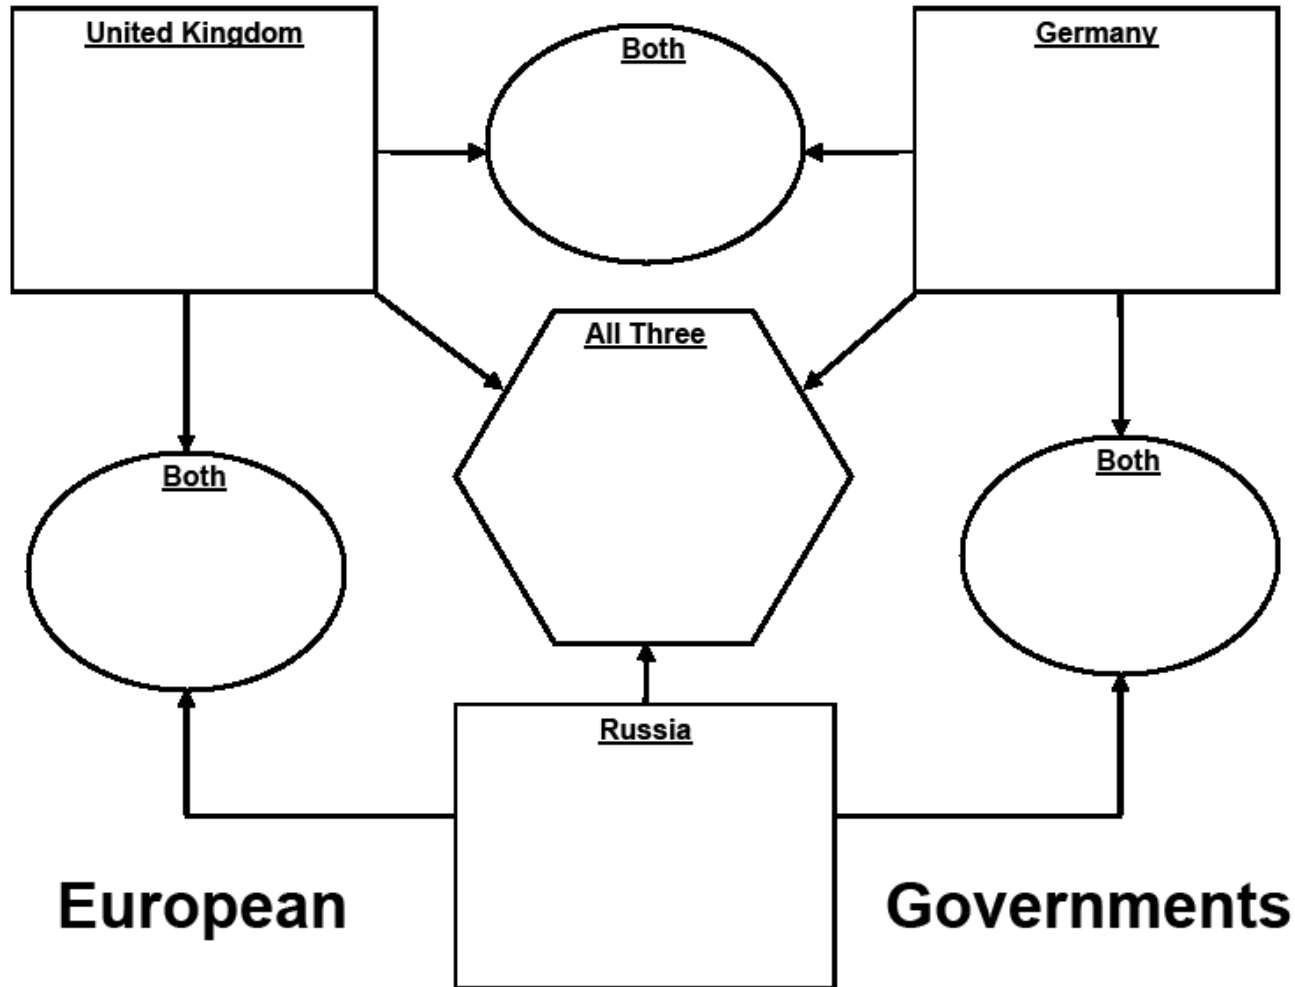 United Kingdom
Both
Germany
All Three
Both
Both
Russia
European
Governments